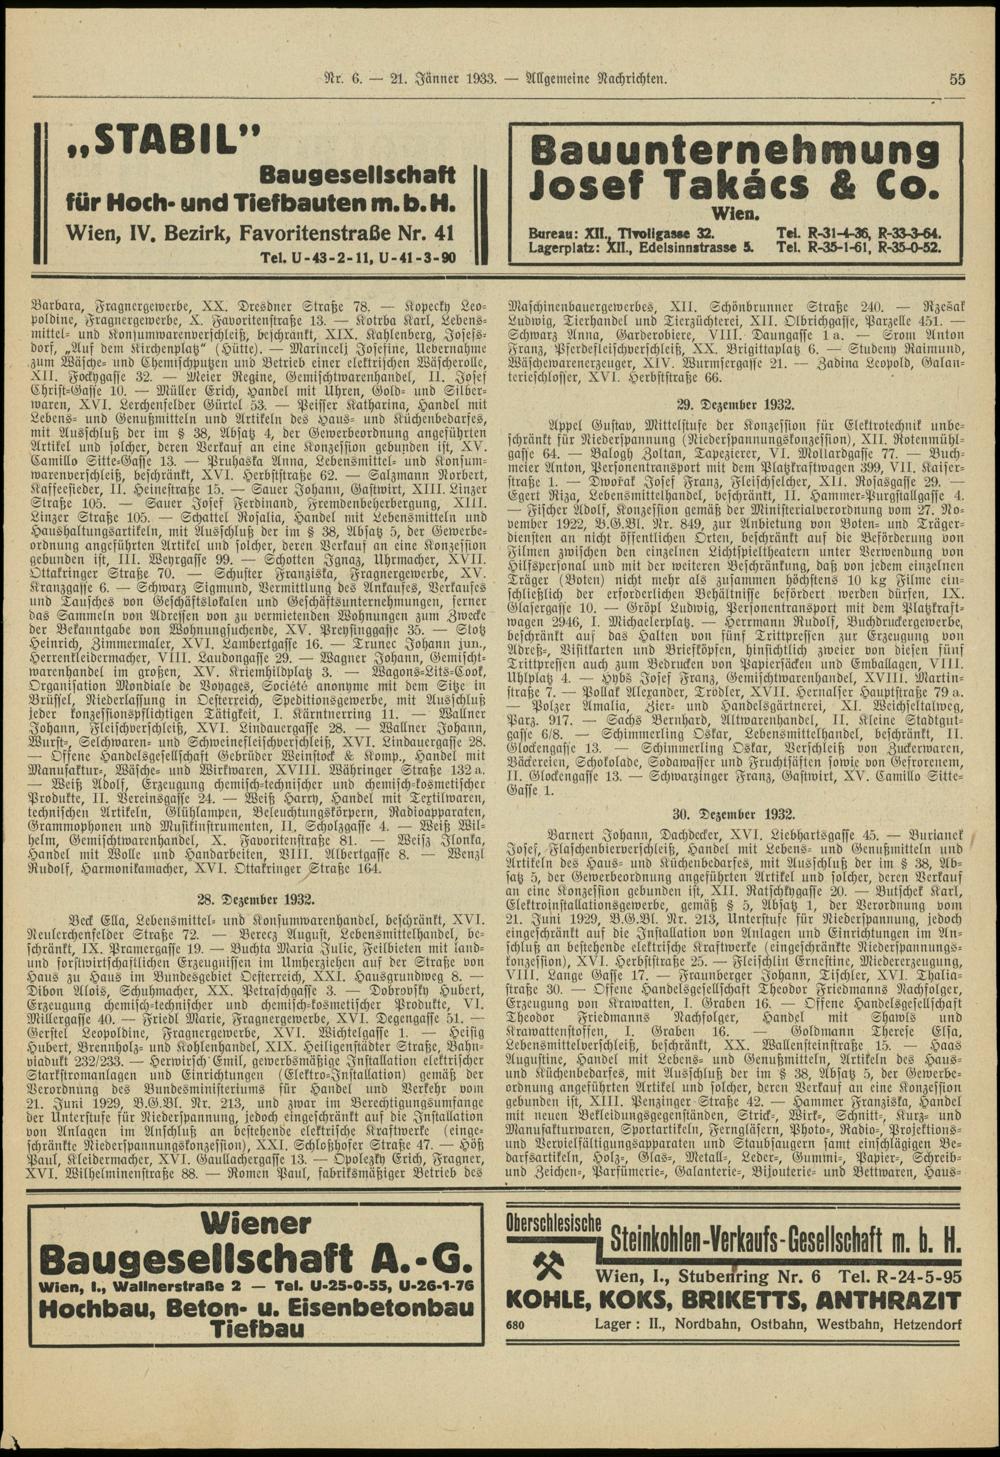 Nr. 6. — 21. Jänner 1933. — Allgemeine Nachrichten.
55
„STABIL”
Baugesellschaft
für Hoch- und Tiefbauten m. b. H.
Wien, IV. Bezirk, Favoritenstraße Nr. 41
Tel. U-43-2-11, U-41-3-90
Bauunternehmung
Josef Takács & Co.
Wien.
Bureau: XII., Tivoligasse 32. Tel. R-31-4-36, R-33-3-64.
Lagerplatz: XII., Edelsinnstrasse 5. Tel. R-35-1-61, R-35-0-52.
Barbara, Fragnergewerbe, XX. Dresdner Straße 78. — Kopecky Leo-
poldine, Fragnergewerbe, X. Favoritenstraße 13. — Kotrba Karl, Lebens-
mittel- und Konsumwarenverschleiß, beschränkt, XIX. Kahlenberg, Josefs-
dorf, „Auf dem Kirchenplatz“ (Hütte). — Marincelj Josefine, Uebernahme
zum Wäsche- und Chemischputzen und Betrieb einer elektrischen Wäscherolle,
XII. Fockygasse 32. — Meier Regine, Gemischtwarenhandel, II. Josef
Christ-Gasse 10. — Müller Erich, Handel mit Uhren, Gold- und Silber-
waren, XVI. Lerchenfelder Gürtel 53. — Peisser Katharina, Handel mit
Lebens- und Genußmitteln und Artikeln des Haus- und Küchenbedarfes,
mit Ausschluß der im § 38, Absatz 4, der Gewerbeordnung angeführten
Artikel und solcher, deren Verkauf an eine Konzession gebunden ist, XV.
Camillo Sitte-Gasse 13. — Pruhaska Anna, Lebensmittel- und Konsum-
warenverschleiß, beschränkt, XVI. Herbststraße 62. — Salzmann Norbert,
Kaffeesieder, II. Heinestraße 15. — Sauer Johann, Gastwirt, XIII. Linzer
Straße 105. — Sauer Josef Ferdinand, Fremdenbeherbergung, XIII.
Linzer Straße 105. — Schattel Rosalia, Handel mit Lebensmitteln und
Haushaltungsartikeln, mit Ausschluß der im § 38, Absatz 5, der Gewerbe-
ordnung angeführten Artikel und solcher, deren Verkauf an eine Konzession
gebunden ist, III. Weyrgasse 99. — Schotten Ignaz, Uhrmacher, XVII.
Ottakringer Straße 70. — Schuster Franziska, Fragnergewerbe, XV.
Kranzgasse 6. — Schwarz Sigmund, Vermittlung des Ankaufes, Verkaufes
und Tausches von Geschäftslokalen und Geschäftsunternehmungen, ferner
das Sammeln von Adressen von zu vermietenden Wohnungen zum Zwecke
der Bekanntgabe von Wohnungsuchende, XV. Preysinggasse 35. — Slotz
Heinrich, Zimmermaler, XVI. Lambertgasse 16. — Trunec Johann jun.,
Herrenkleidermacher, VIII. Laudongasse 29. — Wagner Johann, Gemischt-
warenhandel im großen, XV. Kriemhildplatz 3. — Wagons-Lits-Cook,
Organisation Mondiale de Voyages, Société anonyme mit dem Sitze in
Brüssel, Niederlassung in Oesterreich, Speditionsgewerbe, mit Ausschluß
jeder konzessionspflichtigen Tätigkeit, I. Kärntnerring 11. — Wallner
Johann, Fleischverschleiß, XVI. Lindauergasse 28. — Wallner Johann,
Wurst-, Selchwaren- und Schweinefleischverschleiß, XVI. Lindauergasse 28.
— Offene Handelsgesellschaft Gebrüder Weinstock & Komp., Handel mit
Manufaktur-, Wäsche- und Wirkwaren, XVIII. Währinger Straße 132 a.
— Weiß Adolf, Erzeugung chemisch-technischer und chemisch-kosmetischer
Produkte, II. Vereinsgasse 24. — Weiß Harry, Handel mit Textilwaren,
technischen Artikeln, Glühlampen, Beleuchtungskörpern, Radioapparaten,
Grammophonen und Musikinstrumenten, II. Scholzgasse 4. — Weiß Wil-
helm, Gemischtwarenhandel, X. Favoritenstraße 81. — Weisz Ilonka,
Handel mit Wolle und Handarbeiten, VIII. Albertgasse 8. — Wenzl
Rudolf, Harmonikamacher, XVI. Ottakringer Straße 164.
28. Dezember 1932.
Beck Ella, Lebensmittel- und Konsumwarenhandel, beschränkt, XVI.
Neulerchenfelder Straße 72. — Berecz August, Lebensmittelhandel, be-
schränkt, IX. Pramergasse 19. — Buchta Maria Julie, Feilbieten mit land-
und forstwirtschaftlichen Erzeugnissen im Umherziehen auf der Straße von
Haus zu Haus im Bundesgebiet Oesterreich, XXI. Hausgrundweg 8. —
Dibon Alois, Schuhmacher, XX. Petraschgasse 3. — Dobrovsky Hubert,
Erzeugung chemisch-technischer und chemisch-kosmetischer Produkte, VI.
Millergasse 40. — Friedl Marie, Fragnergewerbe, XVI. Degengasse 51. —
Gerstel Leopoldine, Fragnergewerbe, XVI. Wichtelgasse 1. — Heisig
Hubert, Brennholz- und Kohlenhandel, XIX. Heiligenstädter Straße, Bahn-
viadukt 232/233. — Herwirsch Emil, gewerbsmäßige Installation elektrischer
Starkstromanlagen und Einrichtungen (Elektro-Installation) gemäß der
Verordnung des Bundesministeriums für Handel und Verkehr vom
21. Juni 1929, B.G.Bl. Nr. 213, und zwar im Berechtigungsumfange
der Unterstufe für Niederspannung, jedoch eingeschränkt auf die Installation
von Anlagen im Anschluß an bestehende elektrische Kraftwerke (einge-
schränkte Niederspannungskonzession), XXI. Schloßhofer Straße 47. — Höß
Paul, Kleidermacher, XVI. Gaullachergasse 13. — Opolezky Erich, Fragner,
XVI. Wilhelminenstraße 88. — Romen Paul, fabriksmäßiger Betrieb des
Maschinenbauergewerbes, XII. Schönbrunner Straße 240. — Rzesak
Ludwig, Tierhandel und Tierzüchterei, XII. Olbrichgasse, Parzelle 451. —
Schwarz Anna, Garderobiere, VIII. Daungasse 1 a. — Srom Anton
Franz, Pferdefleischverschleiß, XX. Brigittaplatz 6. — Studeny Raimund,
Wäschewarenerzeuger, XIV. Wurmsergasse 21. — Zadina Leopold, Galan-
terieschlosser, XVI. Herbststraße 66.
29. Dezember 1932.
Appel Gustav, Mittelstufe der Konzession für Elektrotechnik unbe-
schränkt für Niederspannung (Niederspannungskonzession), XII. Rotenmühl-
gasse 64. — Balogh Zoltan, Tapezierer, VI. Mollardgasse 77. — Buch-
meier Anton, Personentransport mit dem Platzkraftwagen 399, VII. Kaiser-
straße 1. — Dworak Josef Franz, Fleischselcher, XII. Rosasgasse 29. —
Egert Riza, Lebensmittelhandel, beschränkt, II. Hammer-Purgstallgasse 4.
— Fischer Adolf, Konzession gemäß der Ministerialverordnung vom 27. No-
vember 1922, B.G.Bl. Nr. 849, zur Anbietung von Boten- und Träger-
diensten an nicht öffentlichen Orten, beschränkt auf die Beförderung von
Filmen zwischen den einzelnen Lichtspieltheatern unter Verwendung von
Hilfspersonal und mit der weiteren Beschränkung, daß von jedem einzelnen
Träger (Boten) nicht mehr als zusammen höchstens 10 kg Filme ein-
schließlich der erforderlichen Behältnisse befördert werden dürfen, IX.
Glasergasse 10. — Gröpl Ludwig, Personentransport mit dem Platzkraft-
wagen 2946, I. Michaelerplatz. — Herrmann Rudolf, Buchdruckergewerbe,
beschränkt auf das Halten von fünf Trittpressen zur Erzeugung von
Adreß-, Visitkarten und Briefköpfen, hinsichtlich zweier von diesen fünf
Trittpressen auch zum Bedrucken von Papiersäcken und Emballagen, VIII.
Uhlplatz 4. — Hybs Josef Franz, Gemischtwarenhandel, XVIII. Martin-
straße 7. — Pollak Alexander, Trödler, XVII. Hernalser Hauptstraße 79 a.
— Polzer Amalia, Zier- und Handelsgärtnerei, XI. Weichseltalweg,
Parz. 917. — Sachs Bernhard, Altwarenhandel, II. Kleine Stadtgut-
gasse 6/8. — Schimmerling Oskar, Lebensmittelhandel, beschränkt, II.
Glockengasse 13. — Schimmerling Oskar, Verschleiß von Zuckerwaren,
Bäckereien, Schokolade, Sodawasser und Fruchtsäften sowie von Gefrorenem,
II. Glockengasse 13. — Schwarzinger Franz, Gastwirt, XV. Camillo Sitte-
Gasse 1.
30. Dezember 1932.
Barnert Johann, Dachdecker, XVI. Liebhartsgasse 45. — Burianek
Josef, Flaschenbierverschleiß, Handel mit Lebens- und Genußmitteln und
Artikeln des Haus- und Küchenbedarfes, mit Ausschluß der im § 38, Ab-
satz 5, der Gewerbeordnung angeführten Artikel und solcher, deren Verkauf
an eine Konzession gebunden ist, XII. Ratschkygasse 20. — Butschek Karl,
Elektroinstallationsgewerbe, gemäß § 5, Absatz 1, der Verordnung vom
21. Juni 1929, B.G.Bl. Nr. 213, Unterstufe für Niederspannung, jedoch
eingeschränkt auf die Installation von Anlagen und Einrichtungen im An-
schluß an bestehende elektrische Kraftwerke (eingeschränkte Niederspannungs-
konzession), XVI. Herbststraße 25. — Fleischlin Ernestine, Miedererzeugung,
VIII. Lange Gasse 17. — Fraunberger Johann, Tischler, XVI. Thalia-
straße 30. — Offene Handelsgesellschaft Theodor Friedmanns Nachfolger,
Erzeugung von Krawatten, I. Graben 16. — Offene Handelsgesellschaft
Theodor Friedmanns Nachfolger, Handel mit Shawls und
Krawattenstoffen, I. Graben 16. — Goldmann Therese Elsa,
Lebensmittelverschleiß, beschränkt, XX. Wallensteinstraße 15. — Haas
Augustine, Handel mit Lebens- und Genußmitteln, Artikeln des Haus-
und Küchenbedarfes, mit Ausschluß der im § 38, Absatz 5, der Gewerbe-
ordnung angeführten Artikel und solcher, deren Verkauf an eine Konzession
gebunden ist, XIII. Penzinger Straße 42. — Hammer Franziska, Handel
mit neuen Bekleidungsgegenständen, Strick-, Wirk-, Schnitt-, Kurz- und
Manufakturwaren, Sportartikeln, Ferngläsern, Photo-, Radio-, Projektions-
und Vervielfältigungsapparaten und Staubsaugern samt einschlägigen Be-
darfsartikeln, Holz-, Glas-, Metall-, Leder-, Gummi-, Papier-, Schreib-
und Zeichen-, Parfümerie-, Galanterie-, Bijouterie- und Bettwaren, Haus-
Wiener
Baugesellschaft A.-G.
Wien, I., Wallnerstraße 2 — Tel. U-25-0-55, U-26-1-76
Hochbau, Beton- u. Eisenbetonbau
Tiefbau
Oberschlesische
Steinkohlen-Verkaufs-Gesellschaft m. b. H.
Wien, I., Stubenring Nr. 6 Tel. R-24-5-95
KOHLE, KOKS, BRIKETTS, ANTHRAZIT
680 Lager : II., Nordbahn, Ostbahn, Westbahn, Hetzendorf